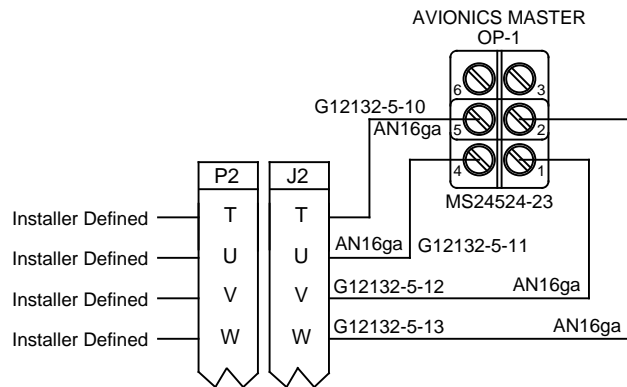 AVIONICS MASTER
OP-1
6
3
G12132-5-10
AN16ga
5
2
4
1
MS24524-23
P2
J2
Installer Defined
T
T
AN16ga
G12132-5-11
Installer Defined
U
U
G12132-5-12
AN16ga
Installer Defined
V
V
G12132-5-13
AN16ga
Installer Defined
W
W